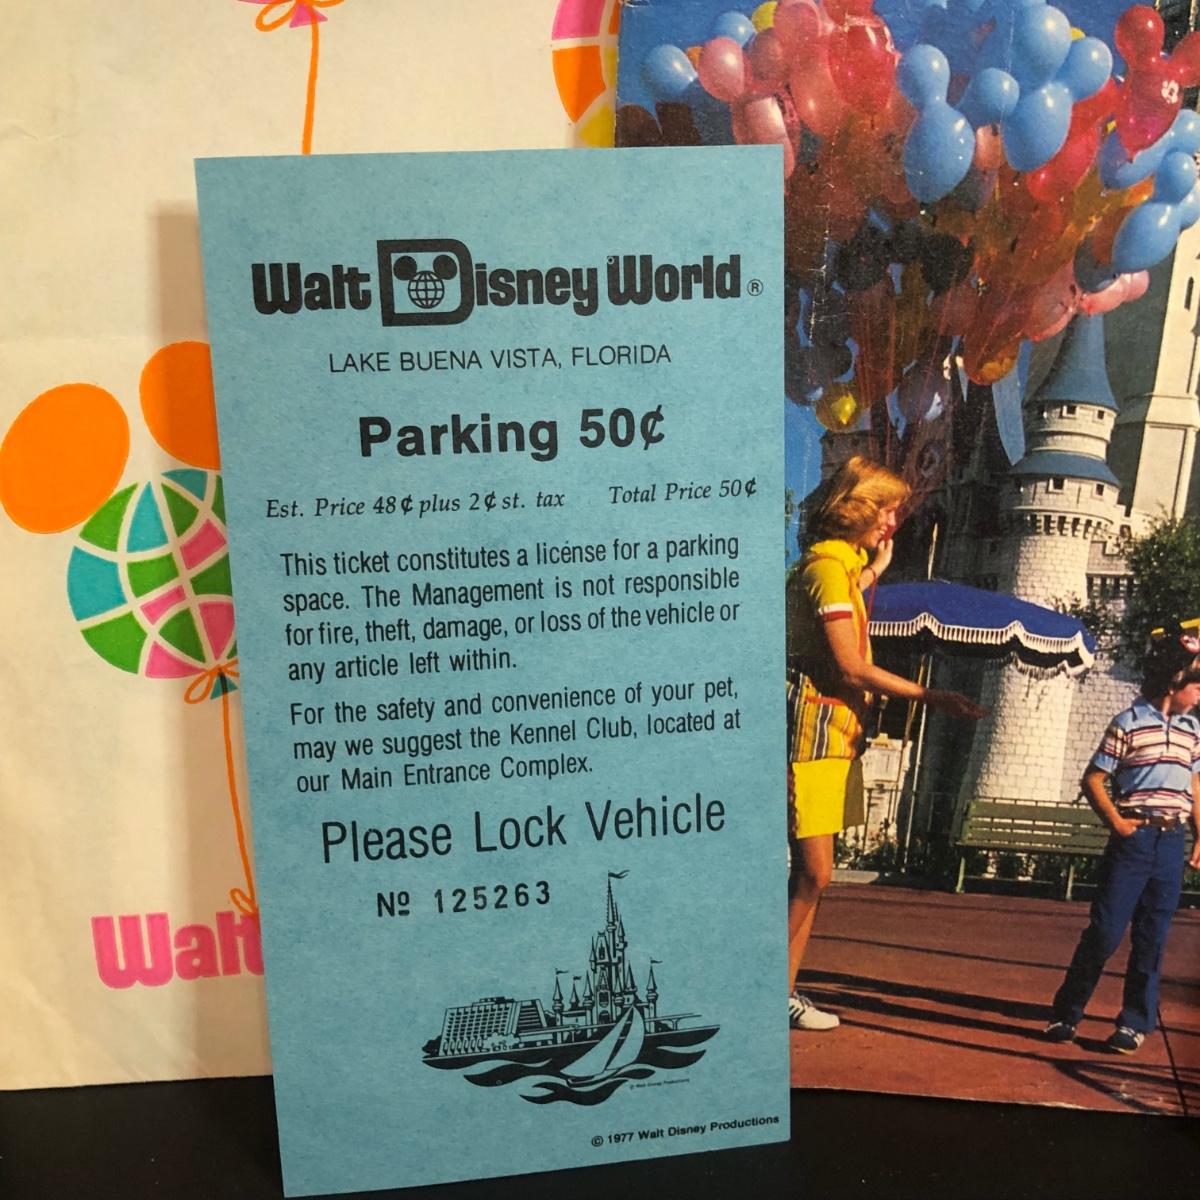 Walt Disney World ®
LAKE BUENA VISTA, FLORIDA
Parking 50¢
Est. Price 48¢ plus 2¢ st. tax Total Price 50¢
This ticket constitutes a license for a parking
space. The Management is not responsible
for fire, theft, damage, or loss of the vehicle or
any article left within.
For the safety and convenience of your pet,
may we suggest the Kennel Club, located at
our Main Entrance Complex.
Please Lock Vehicle
Nº 125263
© Walt Disney Productions
© 1977 Walt Disney Productions
Walt